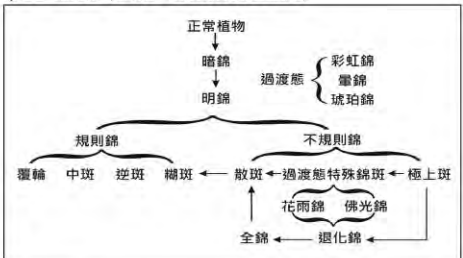 正常植物
暗錦
明錦
過渡態
彩虹錦
暈錦
琥珀錦
規則錦
不規則錦
覆輪 中斑 逆斑 糊斑 散斑 過渡態特殊錦斑 極上斑
花雨錦 佛光錦
全錦 退化錦